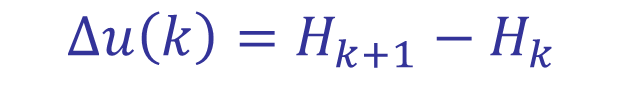 Δu(k) = H_{k+1} − H_k